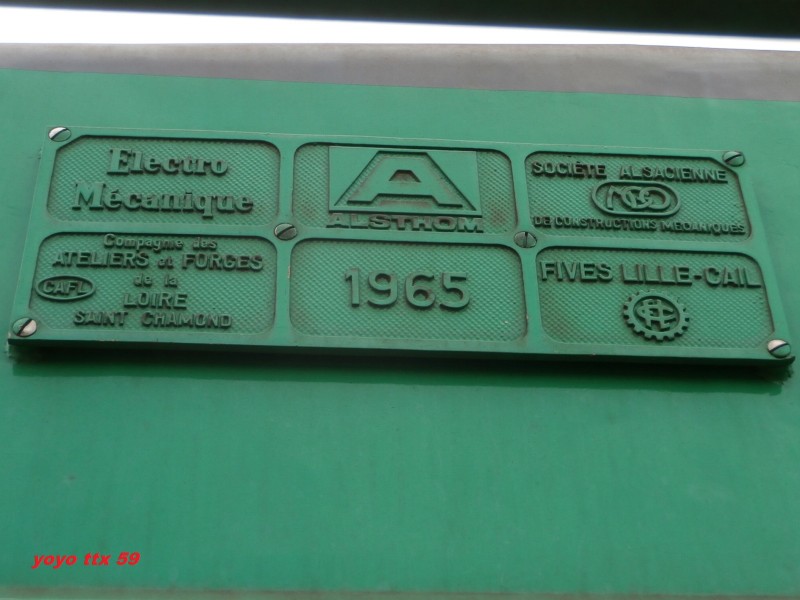 Electro
Mécanique
A
ALSTHOM
SOCIÉTÉ ALSACIENNE
DE CONSTRUCTIONS MÉCANIQUES
Compagnie des
ATELIERS et FORGES
de la
CAFL
LOIRE
SAINT CHAMOND
1965
FIVES LILLE-CAIL
yoyo ttx 59